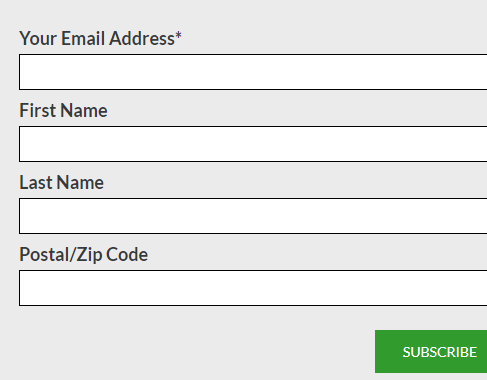 Your Email Address*
First Name
Last Name
Postal/Zip Code
SUBSCRIBE